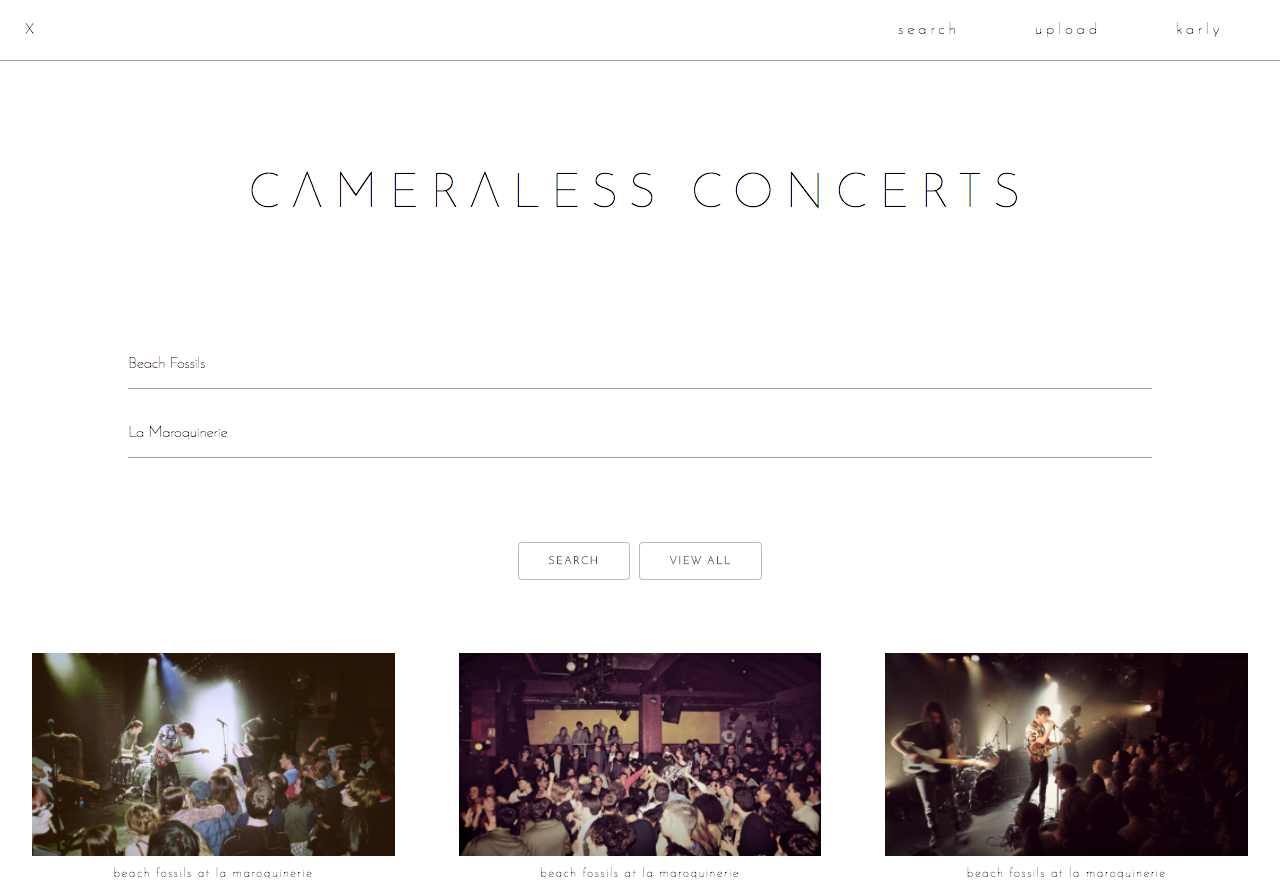 X search upload karly
CAMERALESS CONCERTS
Beach Fossils
La Maroquinerie
SEARCH VIEW ALL
beach fossils at la maroquinerie beach fossils at la maroquinerie beach fossils at la maroquinerie